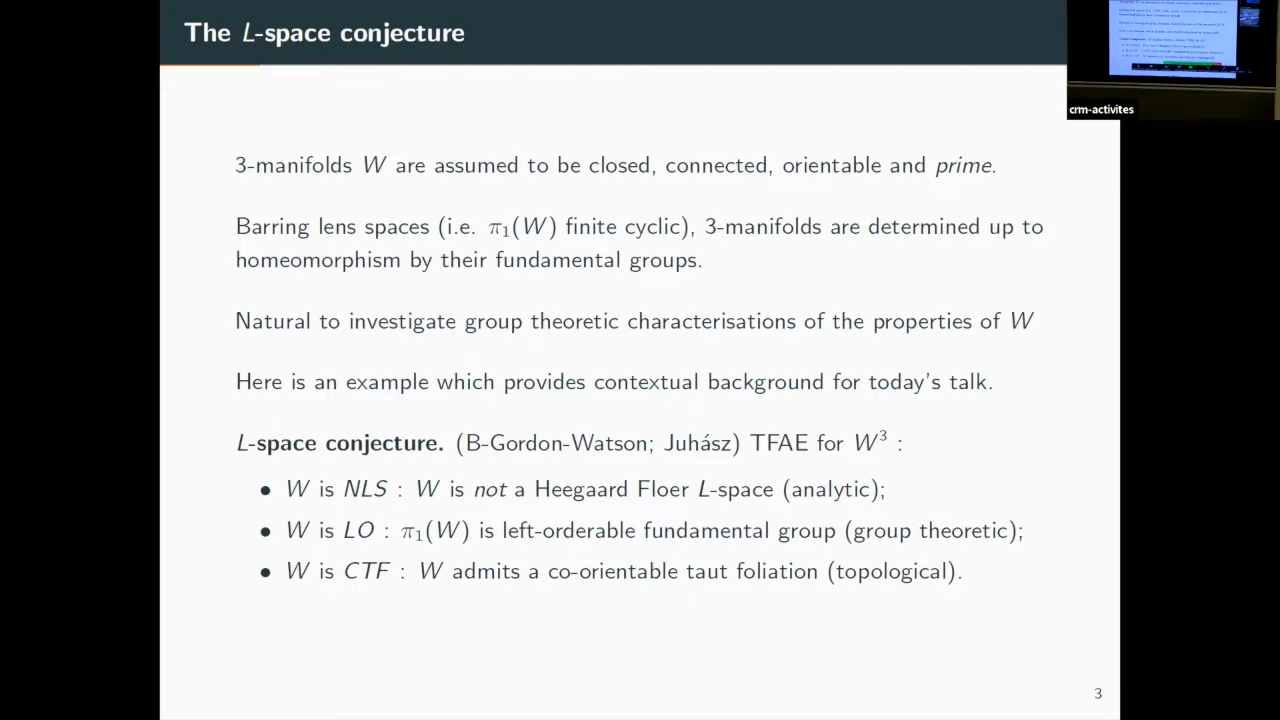 The L-space conjecture
crm-activites
3-manifolds W are assumed to be closed, connected, orientable and prime.
Barring lens spaces (i.e. π₁(W) finite cyclic), 3-manifolds are determined up to
homeomorphism by their fundamental groups.
Natural to investigate group theoretic characterisations of the properties of W
Here is an example which provides contextual background for today's talk.
L-space conjecture. (B-Gordon-Watson; Juhász) TFAE for W³ :
• W is NLS : W is not a Heegaard Floer L-space (analytic);
• W is LO : π₁(W) is left-orderable fundamental group (group theoretic);
• W is CTF : W admits a co-orientable taut foliation (topological).
3